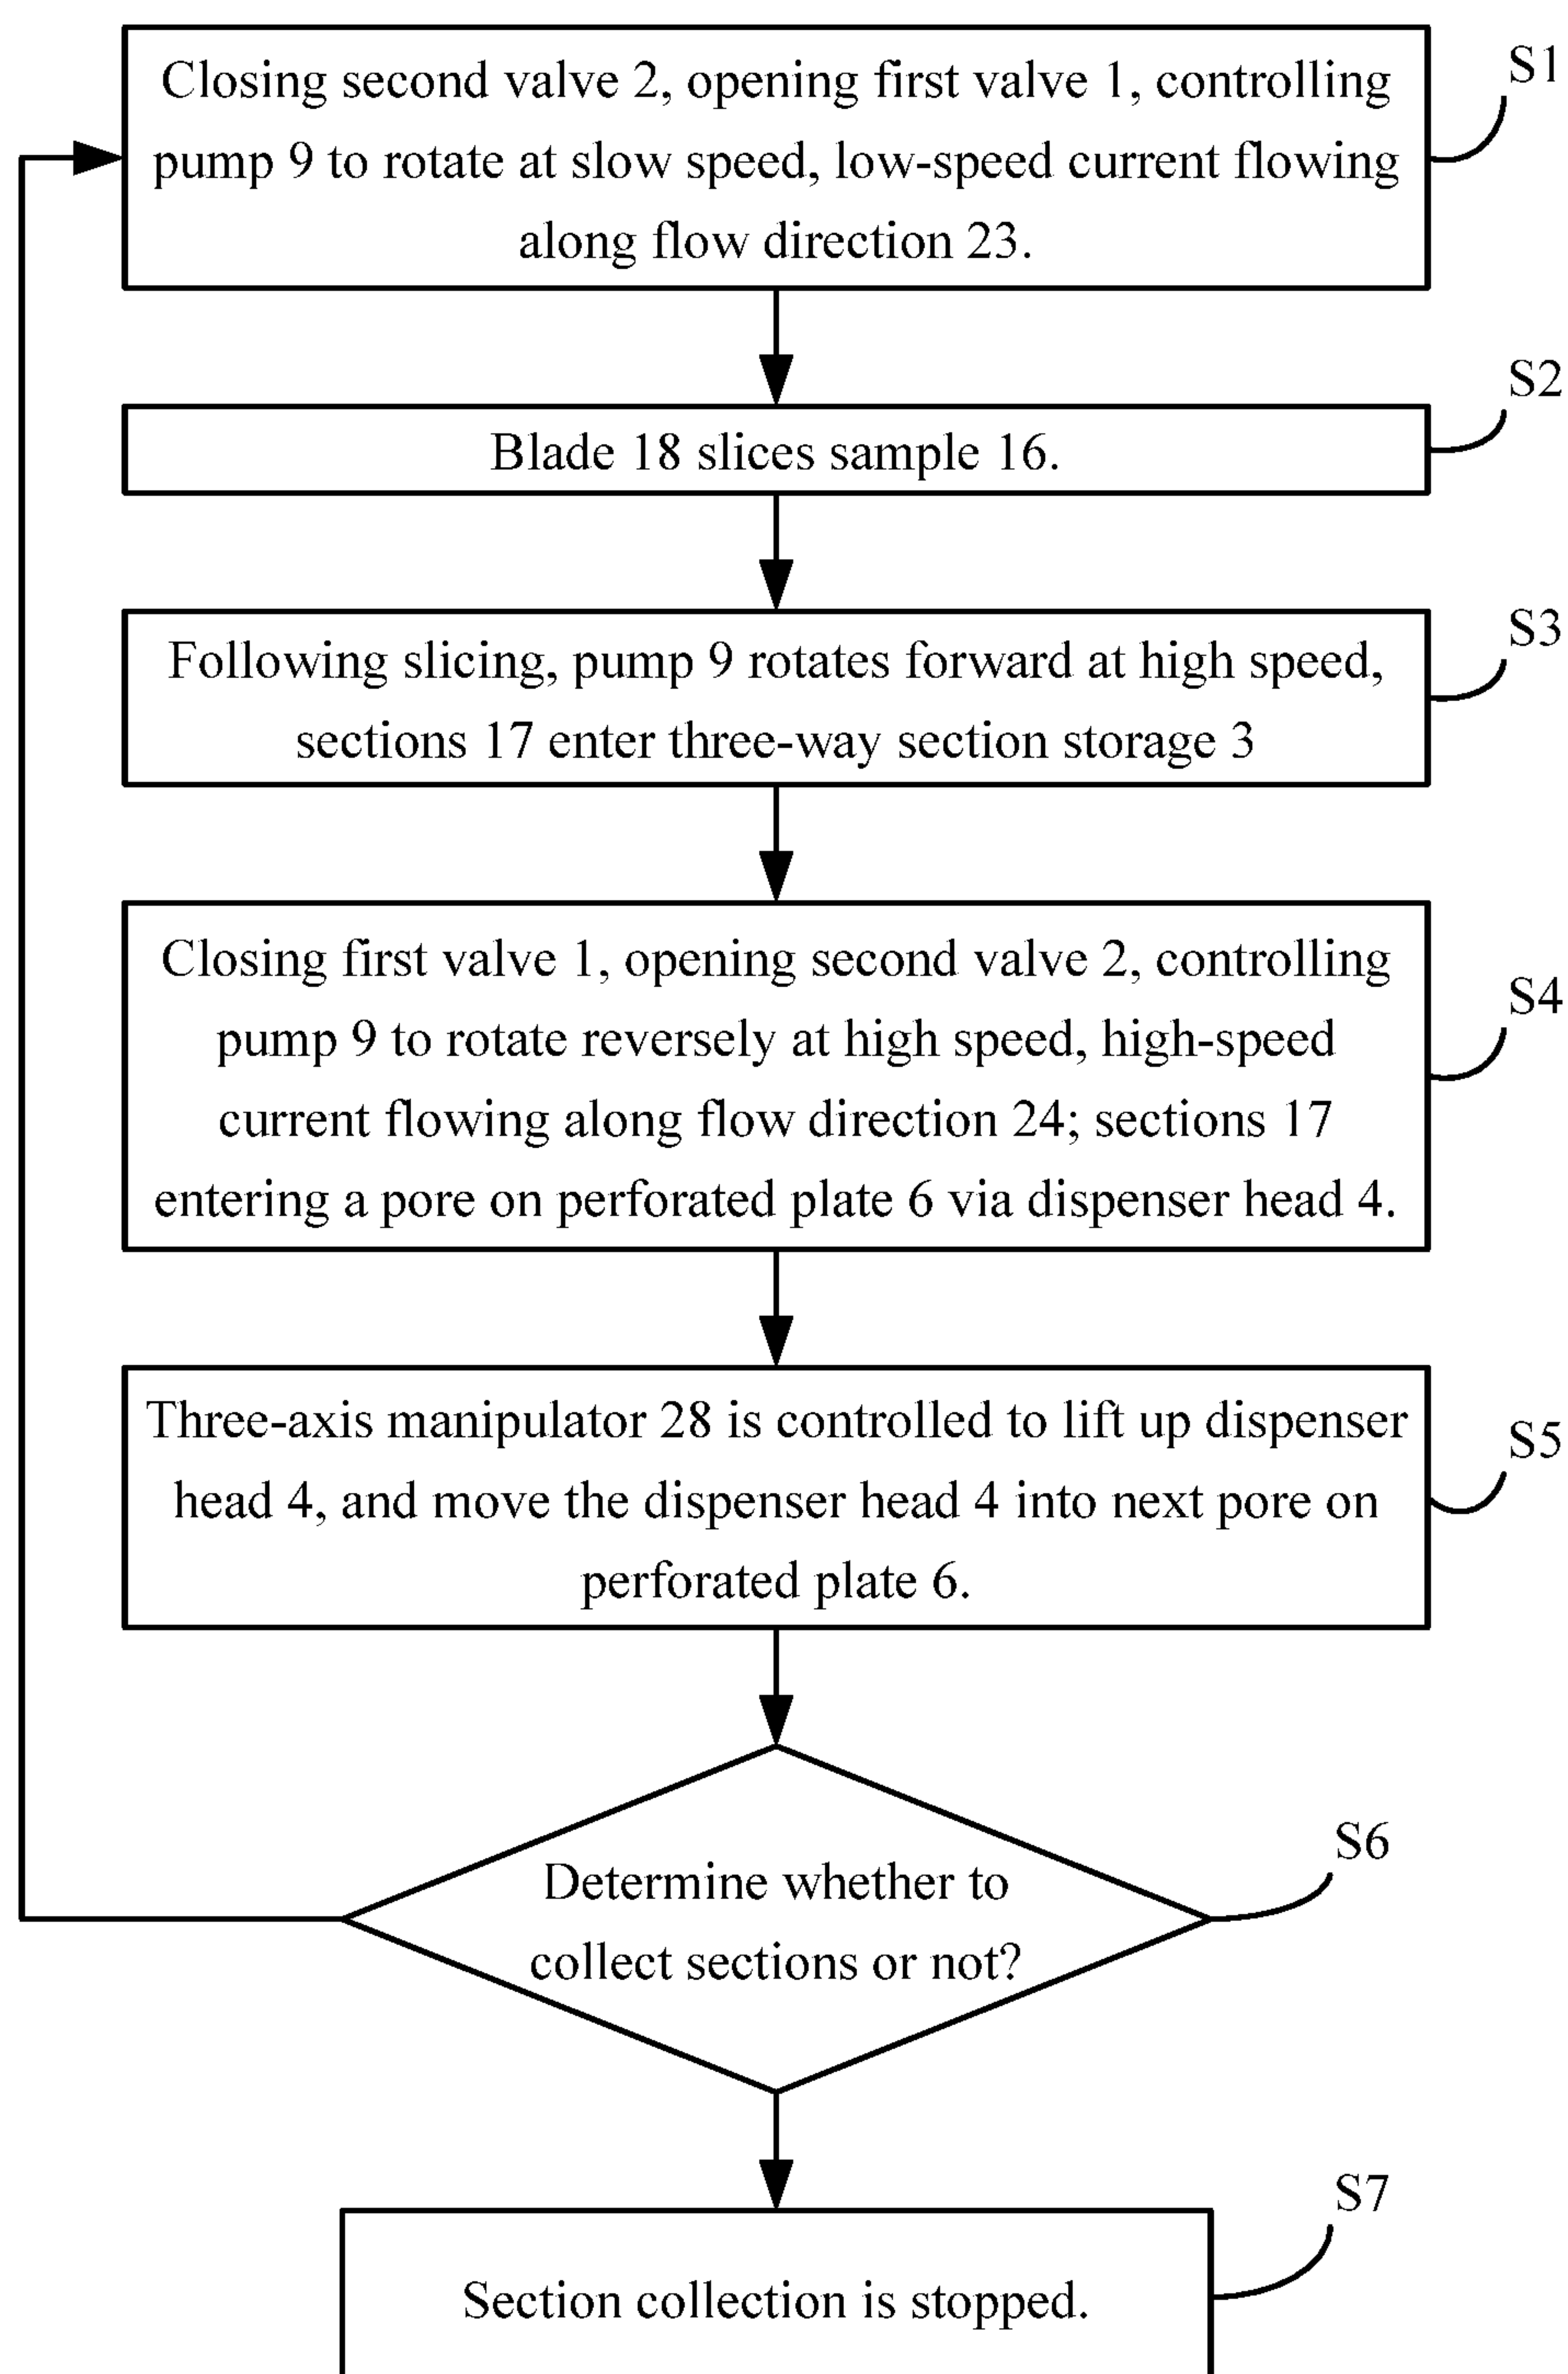 Closing second valve 2, opening first valve 1, controlling
pump 9 to rotate at slow speed, low-speed current flowing
along flow direction 23.
S1
Blade 18 slices sample 16.
S2
Following slicing, pump 9 rotates forward at high speed,
sections 17 enter three-way section storage 3
S3
Closing first valve 1, opening second valve 2, controlling
pump 9 to rotate reversely at high speed, high-speed
current flowing along flow direction 24; sections 17
entering a pore on perforated plate 6 via dispenser head 4.
S4
Three-axis manipulator 28 is controlled to lift up dispenser
head 4, and move the dispenser head 4 into next pore on
perforated plate 6.
S5
Determine whether to
collect sections or not?
S6
Section collection is stopped.
S7